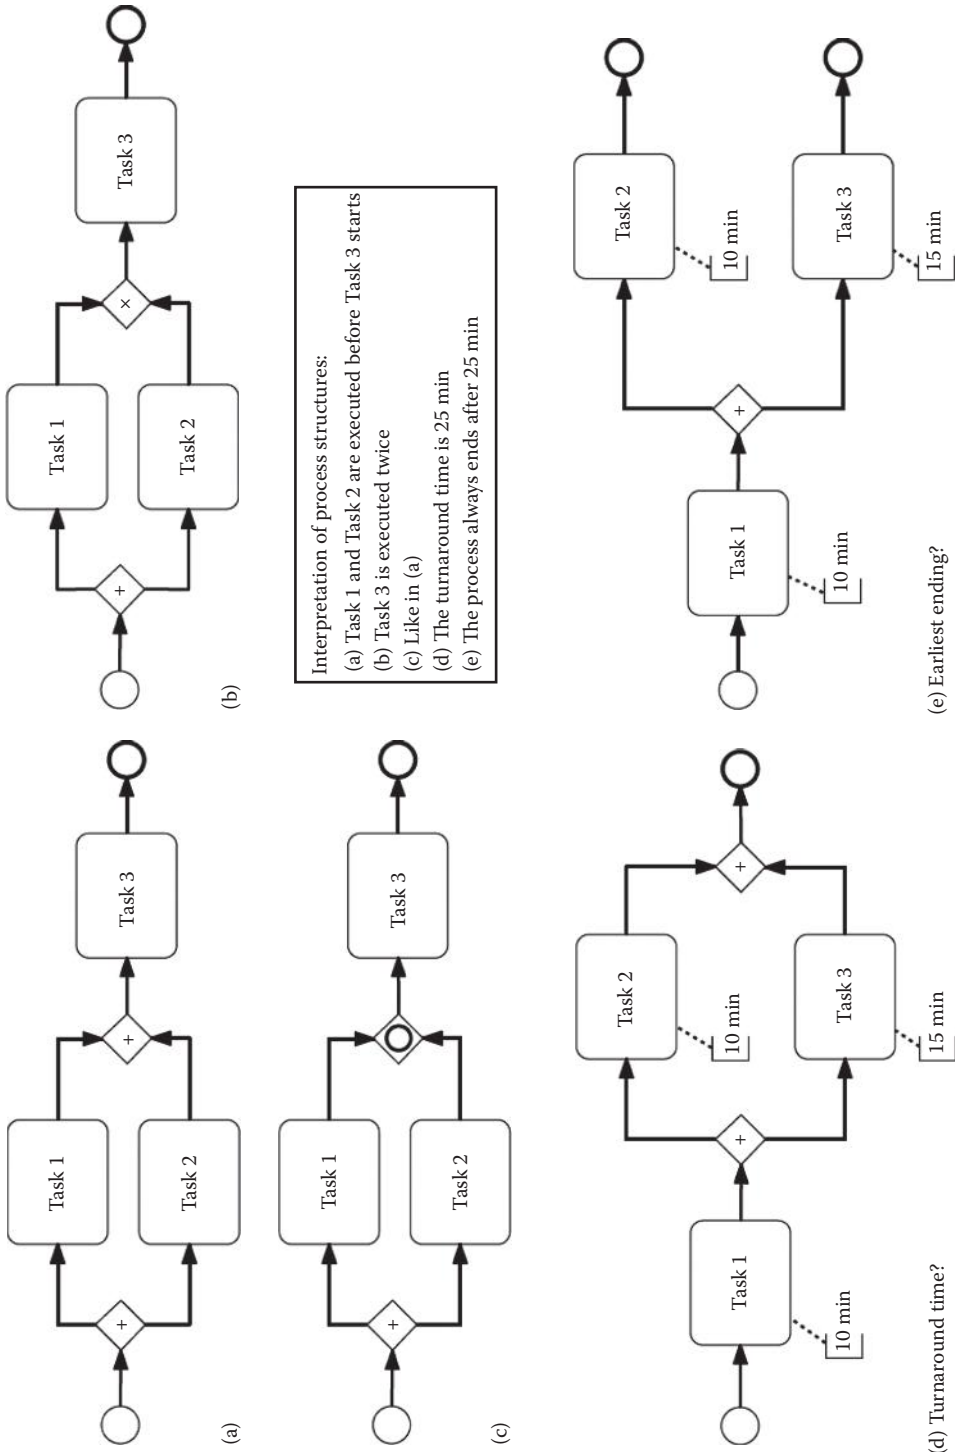 Task 1
Task 2
+
+
Task 3
(a)
+
Task 1
Task 2
×
Task 3
(b)
+
Task 1
Task 2
Task 3
(c)
Interpretation of process structures:
(a) Task 1 and Task 2 are executed before Task 3 starts
(b) Task 3 is executed twice
(c) Like in (a)
(d) The turnaround time is 25 min
(e) The process always ends after 25 min
Task 1
10 min
+
Task 2
10 min
Task 3
15 min
+
(d) Turnaround time?
Task 1
10 min
+
Task 2
10 min
Task 3
15 min
(e) Earliest ending?